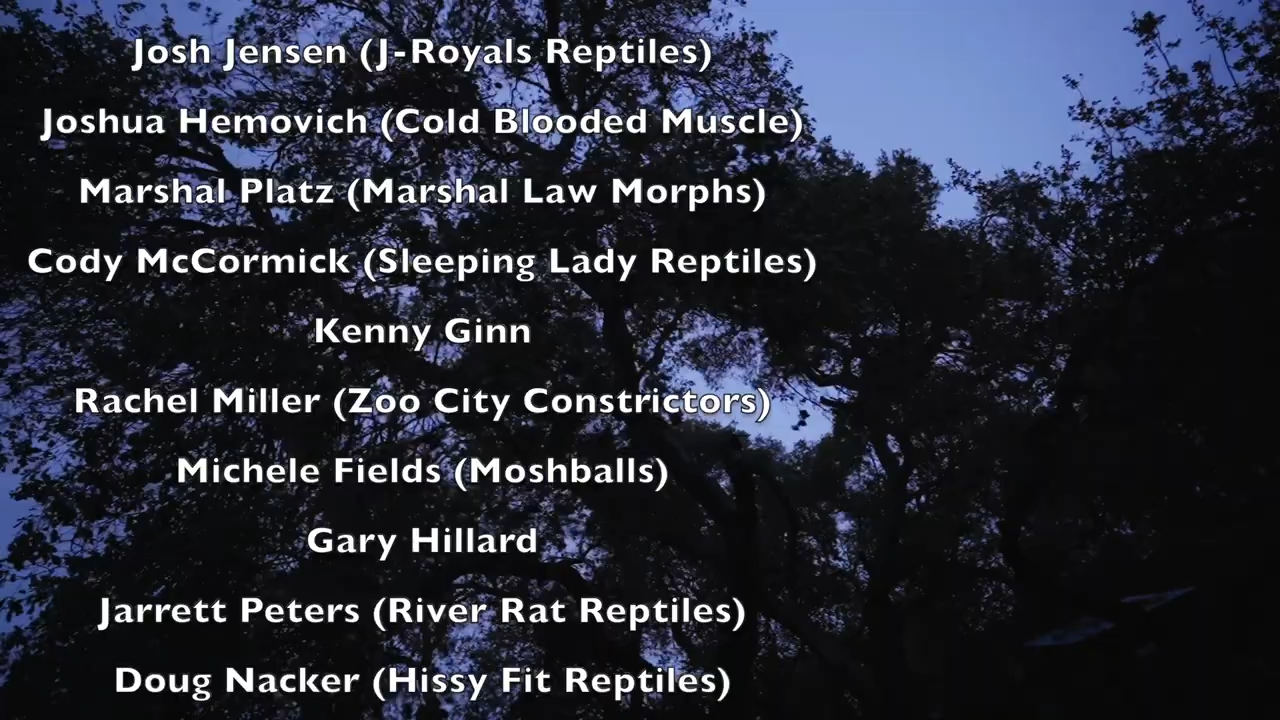 Josh Jensen (J-Royals Reptiles)
Joshua Hemovich (Cold Blooded Muscle)
Marshal Platz (Marshal Law Morphs)
Cody McCormick (Sleeping Lady Reptiles)
Kenny Ginn
Rachel Miller (Zoo City Constrictors)
Michele Fields (Moshballs)
Gary Hillard
Jarrett Peters (River Rat Reptiles)
Doug Nacker (Hissy Fit Reptiles)